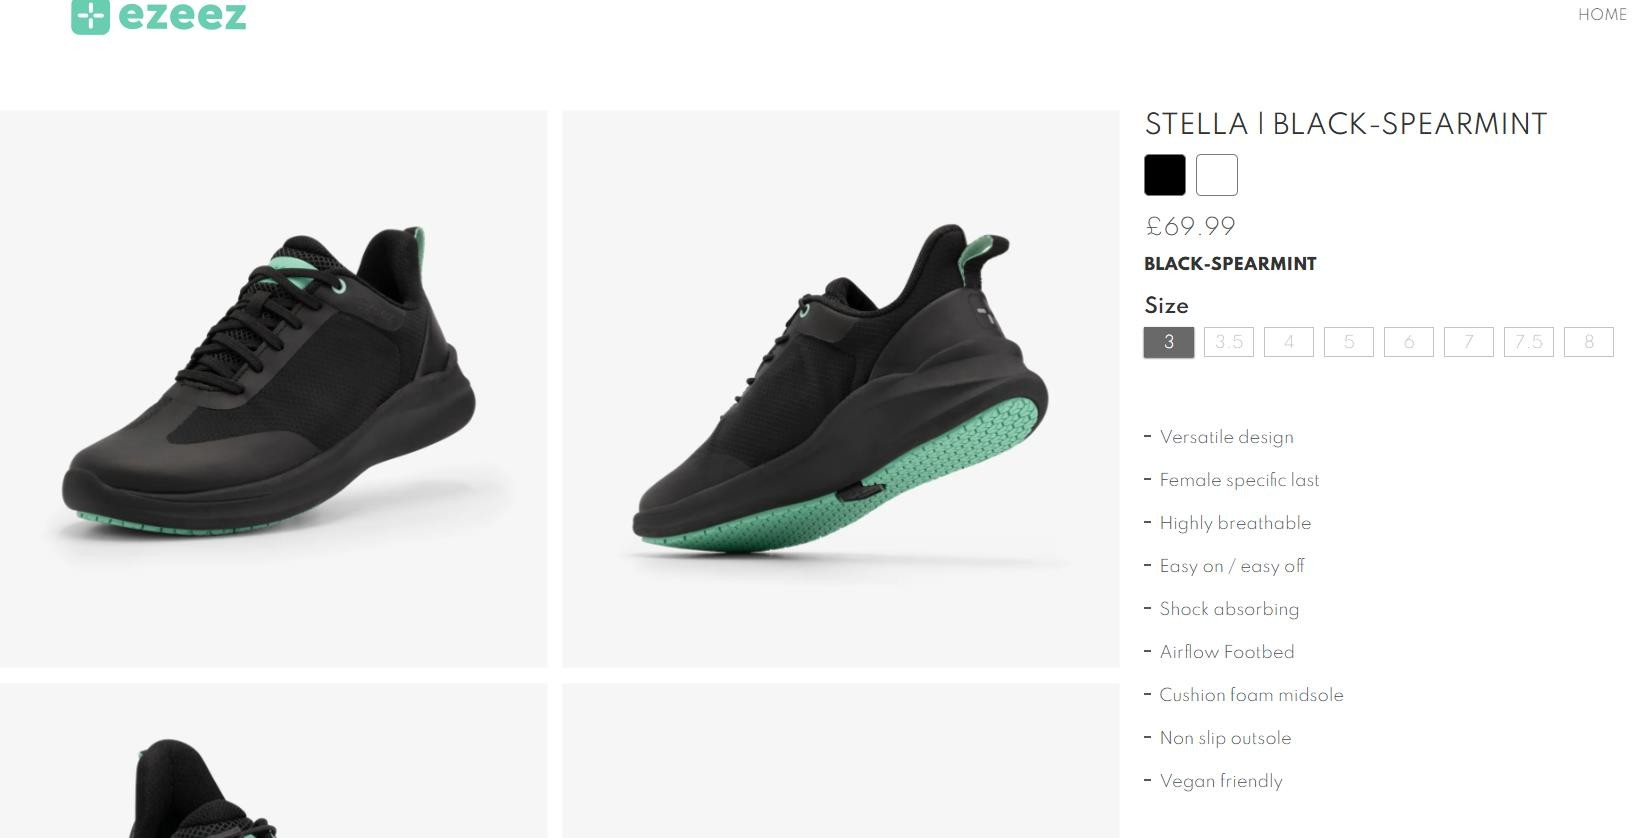 ezeez
HOME
STELLA | BLACK-SPEARMINT
£69.99
BLACK-SPEARMINT
Size
3 3.5 4 5 6 7 7.5 8
- Versatile design
- Female specific last
- Highly breathable
- Easy on / easy off
- Shock absorbing
- Airflow Footbed
- Cushion foam midsole
- Non slip outsole
- Vegan friendly